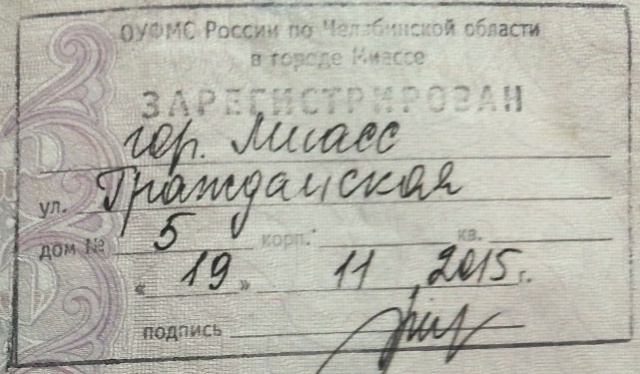 ОУФМС России по Челябинской области
в городе Миассе
ЗАРЕГИСТРИРОВАН
гор. Миасс
ул. Гражданская
дом № 5 корп. кв.
« 19 » 11 2015г.
подпись